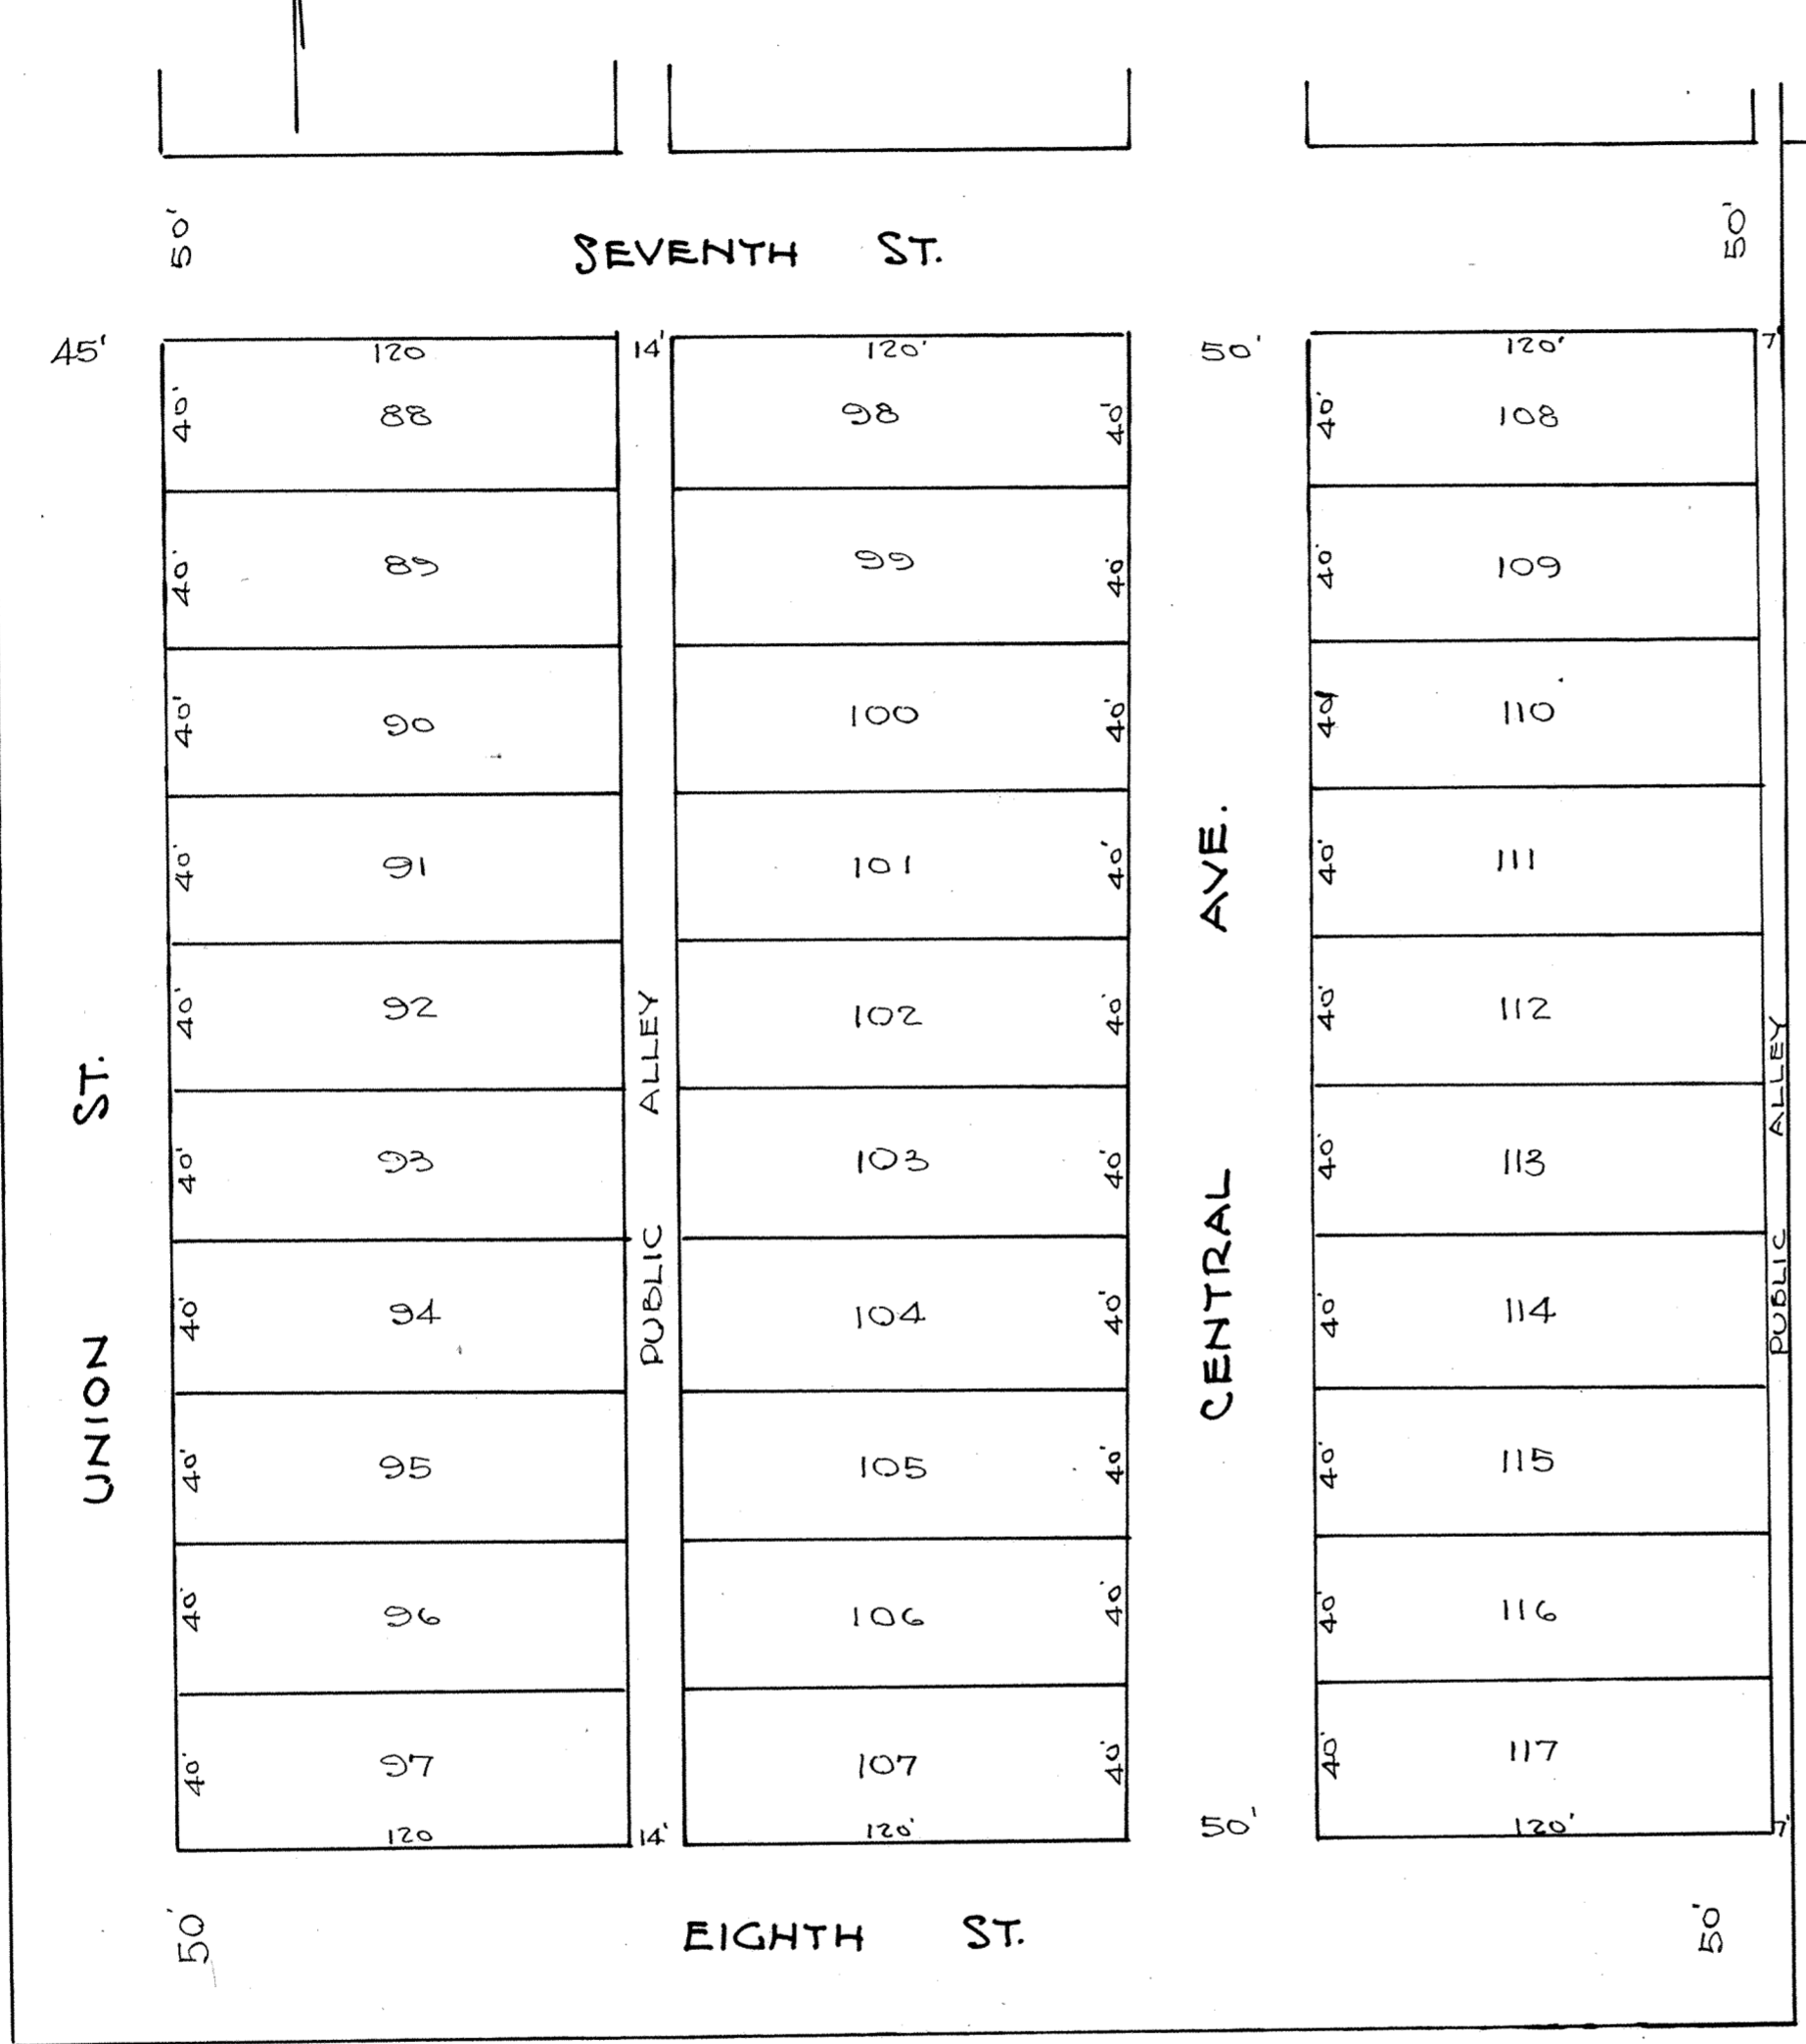 50' 50'
SEVENTH ST.
45' 120 14' 120' 50' 120' 7'
40' 88 98 40' 40' 108
40' 89 99 40' 40' 109
40' 90 100 40' 40' 110
40' 91 101 40' 40' 111
40' 92 102 40' 40' 112
40' 93 103 40' 40' 113
40' 94 104 40' 40' 114
40' 95 105 40' 40' 115
40' 96 106 40' 40' 116
40' 97 107 40' 40' 117
120 14' 120' 50' 120' 7'
UNION ST.
PUBLIC ALLEY
CENTRAL AVE.
PUBLIC ALLEY
50' EIGHTH ST. 50'